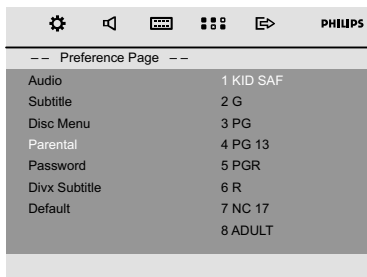 PHILIPS
–– Preference Page ––
Audio 1 KID SAF
Subtitle 2 G
Disc Menu 3 PG
Parental 4 PG 13
Password 5 PGR
Divx Subtitle 6 R
Default 7 NC 17
8 ADULT